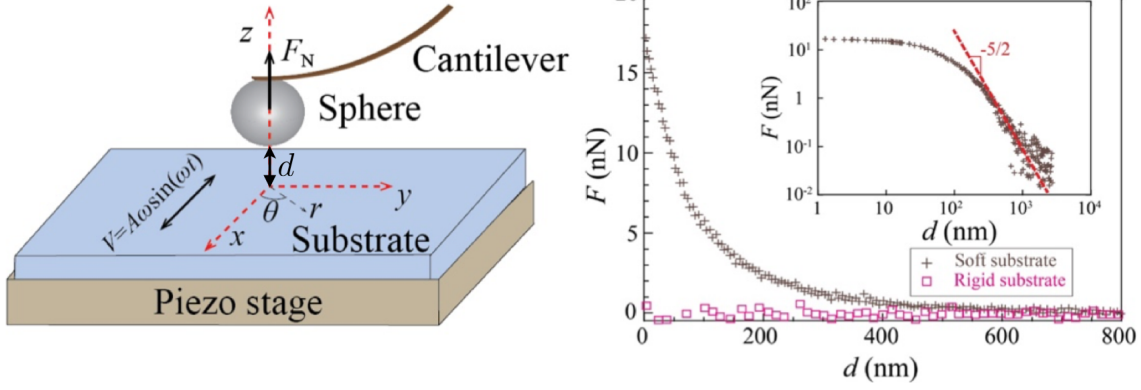 z
F_N
Cantilever
Sphere
d
V=Aωsin(ωt)
y
θ
r
x
Substrate
Piezo stage
15
10
5
0
F (nN)
0
200
400
600
800
d (nm)
10²
10¹
1
10⁻¹
10⁻²
F (nN)
-5/2
1
10
10²
10³
10⁴
d (nm)
Soft substrate
Rigid substrate